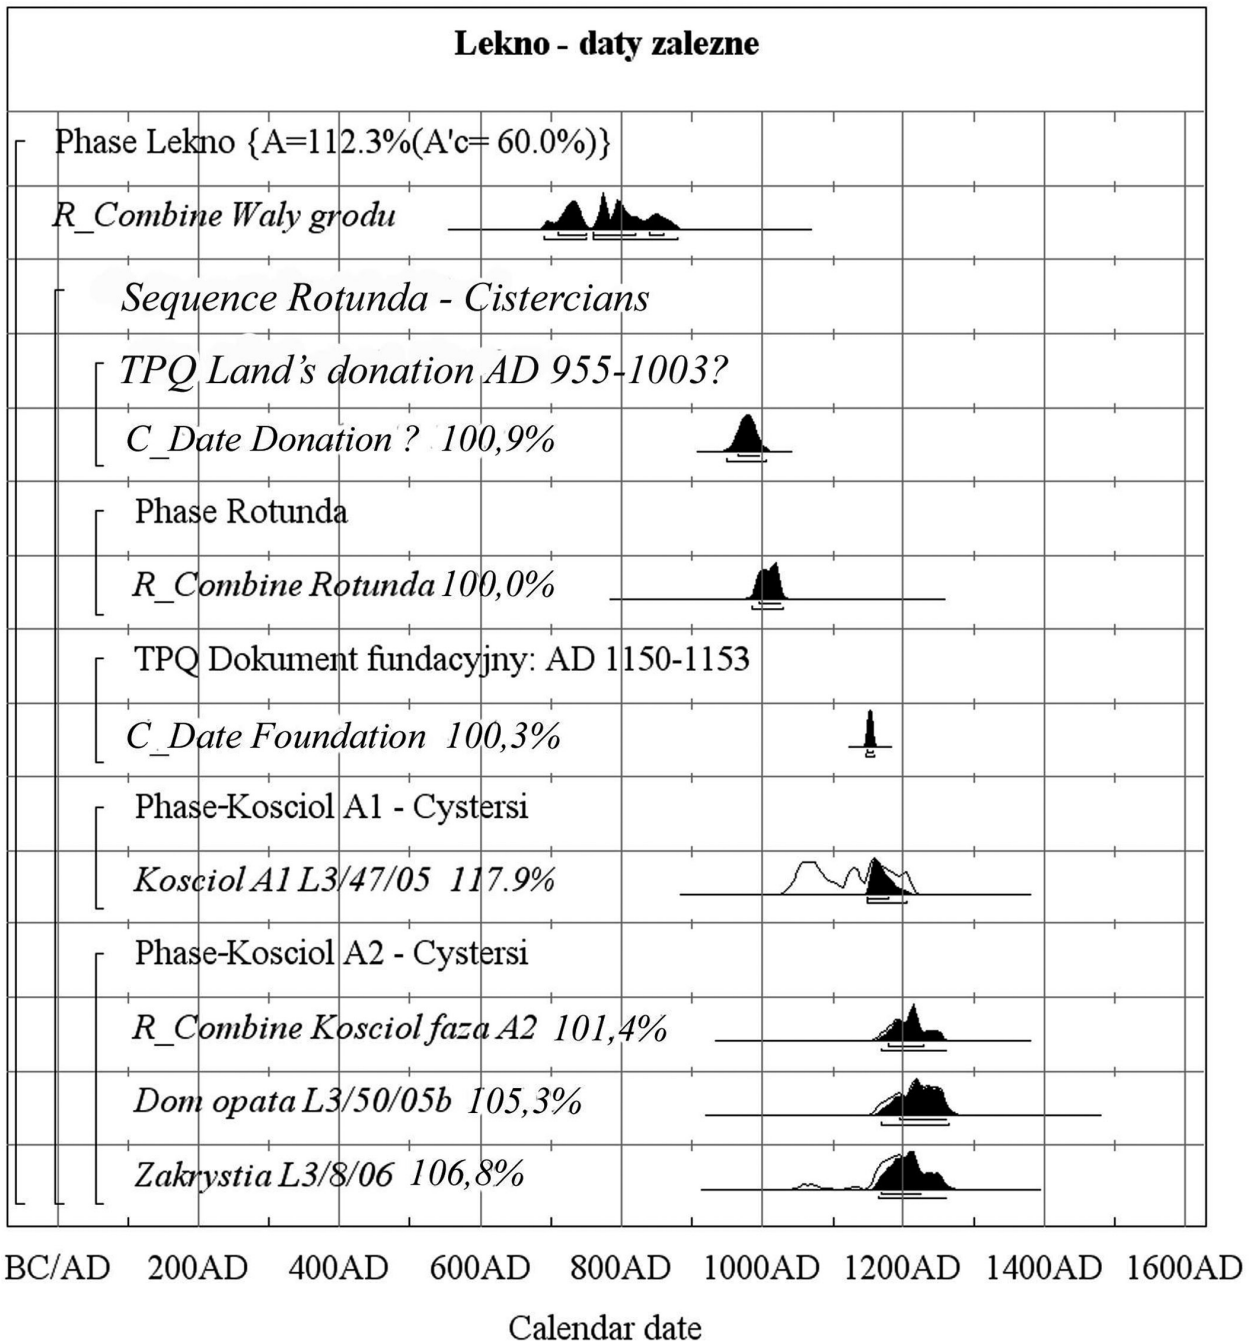 Lekno - daty zalezne
Phase Lekno {A=112.3%(A'c= 60.0%)}
R_Combine Waly grodu
Sequence Rotunda - Cistercians
TPQ Land's donation AD 955-1003?
C_Date Donation ? 100,9%
Phase Rotunda
R_Combine Rotunda 100,0%
TPQ Dokument fundacyjny: AD 1150-1153
C_Date Foundation 100,3%
Phase-Kosciol A1 - Cystersi
Kosciol A1 L3/47/05 117.9%
Phase-Kosciol A2 - Cystersi
R_Combine Kosciol faza A2 101,4%
Dom opata L3/50/05b 105,3%
Zakrystia L3/8/06 106,8%
BC/AD 200AD 400AD 600AD 800AD 1000AD 1200AD 1400AD 1600AD
Calendar date